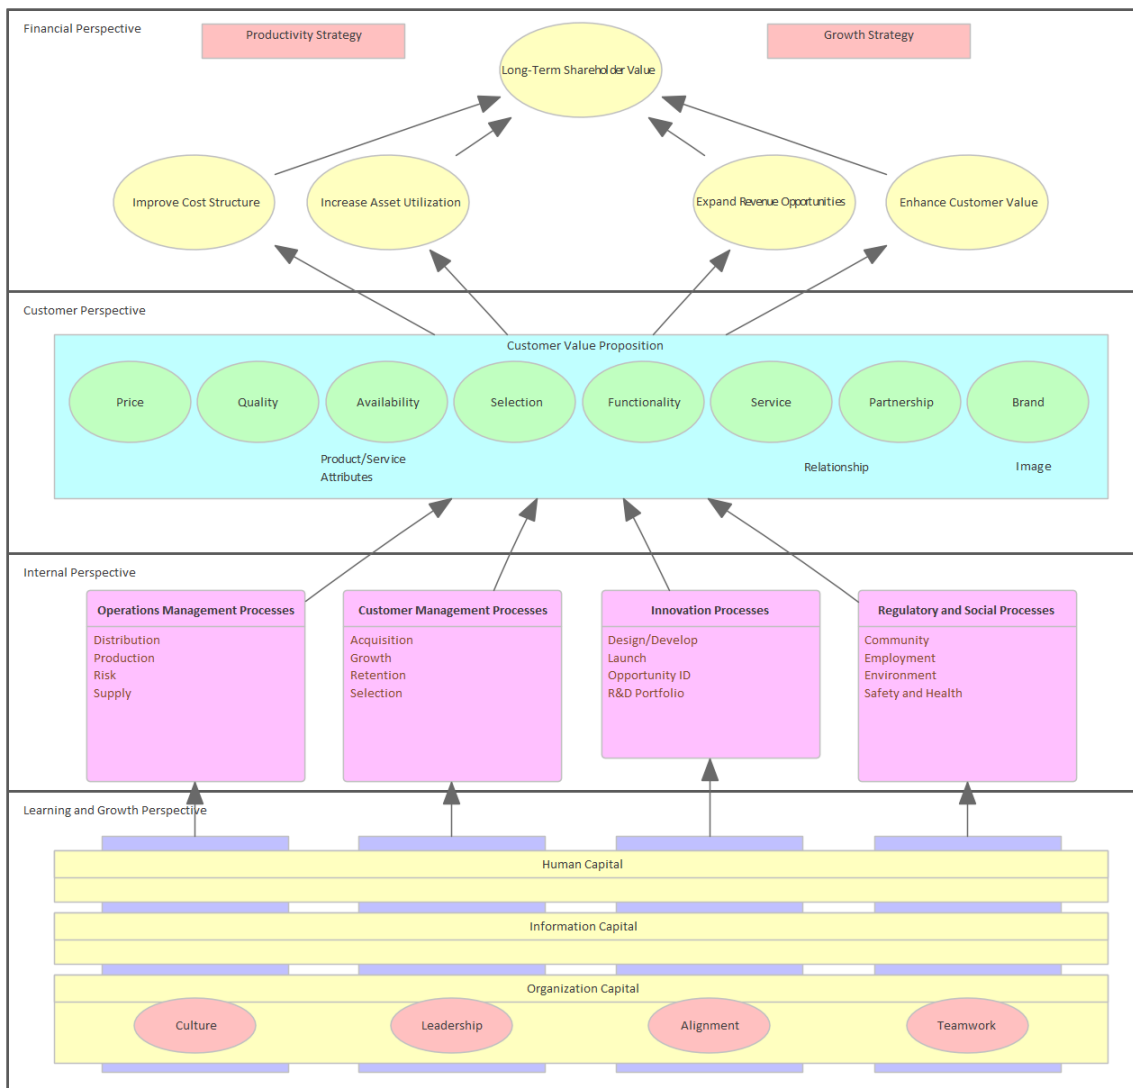 Financial Perspective
Productivity Strategy
Growth Strategy
Long-Term Shareholder Value
Improve Cost Structure
Increase Asset Utilization
Expand Revenue Opportunities
Enhance Customer Value
Customer Perspective
Customer Value Proposition
Price
Quality
Availability
Selection
Functionality
Service
Partnership
Brand
Product/Service
Attributes
Relationship
Image
Internal Perspective
Operations Management Processes
Distribution
Production
Risk
Supply
Customer Management Processes
Acquisition
Growth
Retention
Selection
Innovation Processes
Design/Develop
Launch
Opportunity ID
R&D Portfolio
Regulatory and Social Processes
Community
Employment
Environment
Safety and Health
Learning and Growth Perspective
Human Capital
Information Capital
Organization Capital
Culture
Leadership
Alignment
Teamwork